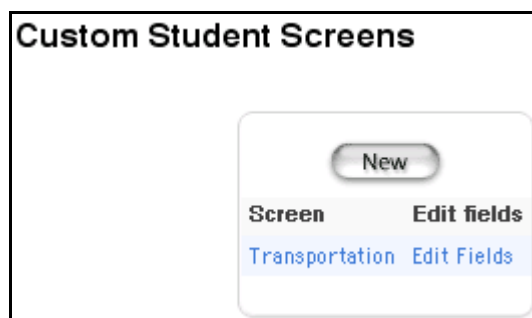 Custom Student Screens
New
Screen Edit fields
Transportation Edit Fields